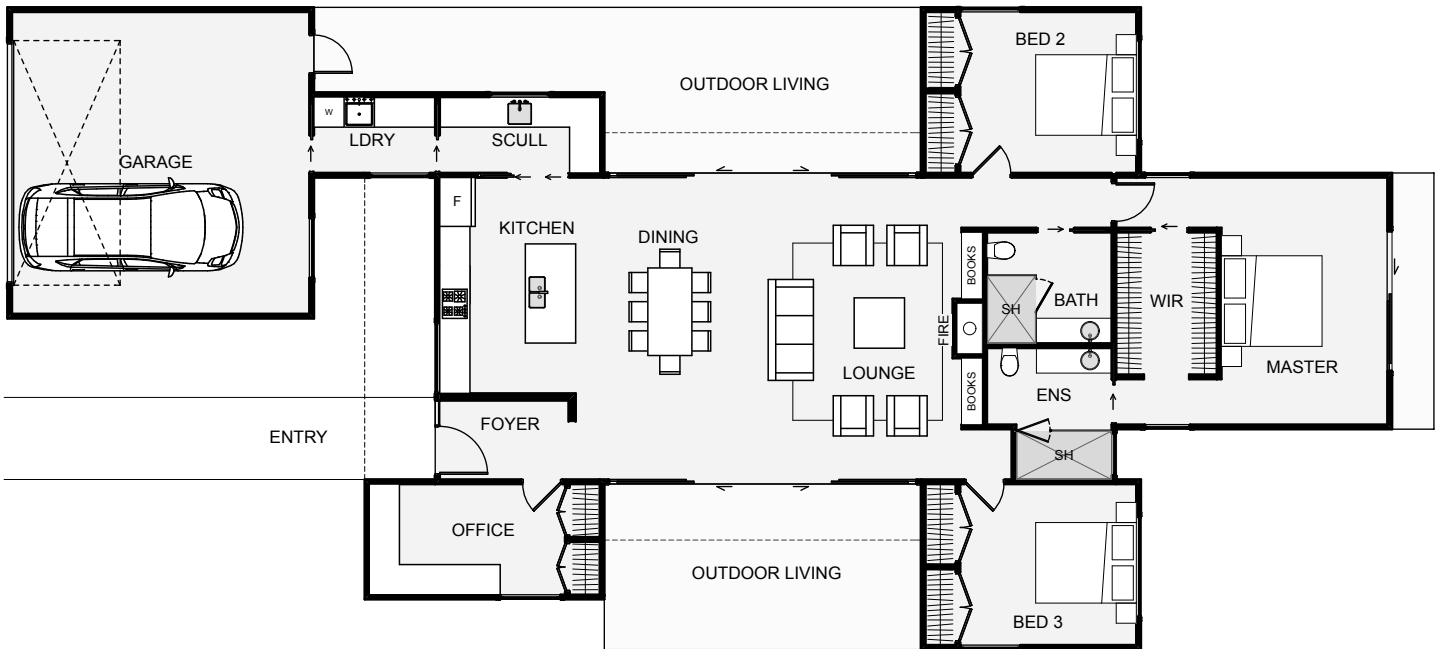 BED 2
OUTDOOR LIVING
W
LDRY
SCULL
GARAGE
F
KITCHEN
DINING
BOOKS
SH
BATH
WIR
FIRE
LOUNGE
MASTER
BOOKS
ENS
FOYER
ENTRY
SH
OFFICE
OUTDOOR LIVING
BED 3